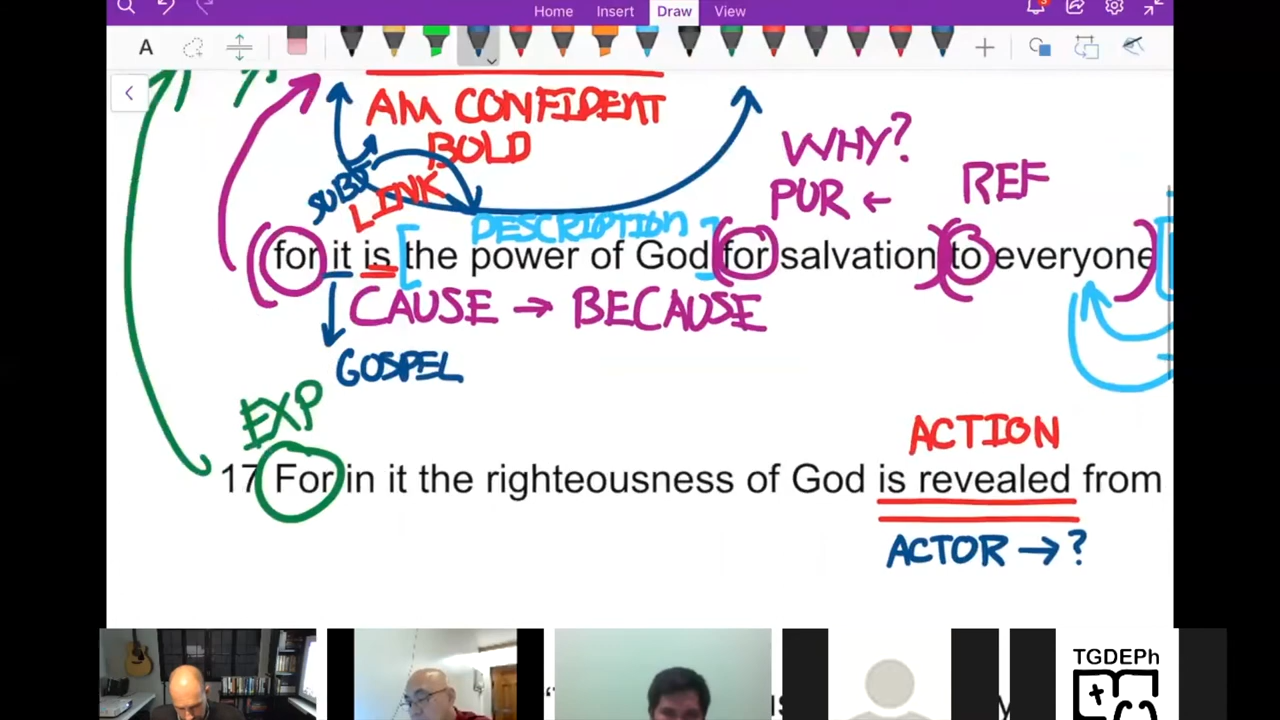 Home Insert Draw View
A
AM CONFIDENT
BOLD
WHY?
PUR ←
REF
SUBJ
LINK
DESCRIPTION
for it is the power of God for salvation to everyone
CAUSE → BECAUSE
GOSPEL
EXP
ACTION
17 For in it the righteousness of God is revealed from
ACTOR → ?
TGDEPh